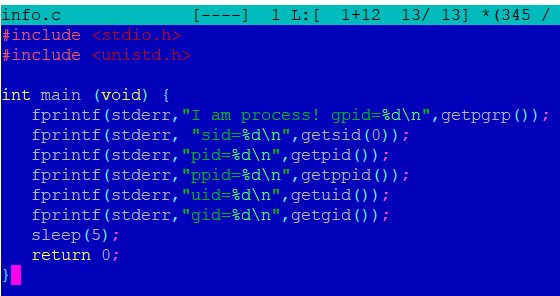 info.c [----] 1 L:[ 1+12 13/ 13] *(345 /
#include <stdio.h>
#include <unistd.h>
int main (void) {
fprintf(stderr,"I am process! gpid=%d\n",getpgrp());
fprintf(stderr, "sid=%d\n",getsid(0));
fprintf(stderr,"pid=%d\n",getpid());
fprintf(stderr,"ppid=%d\n",getppid());
fprintf(stderr,"uid=%d\n",getuid());
fprintf(stderr,"gid=%d\n",getgid());
sleep(5);
return 0;
}